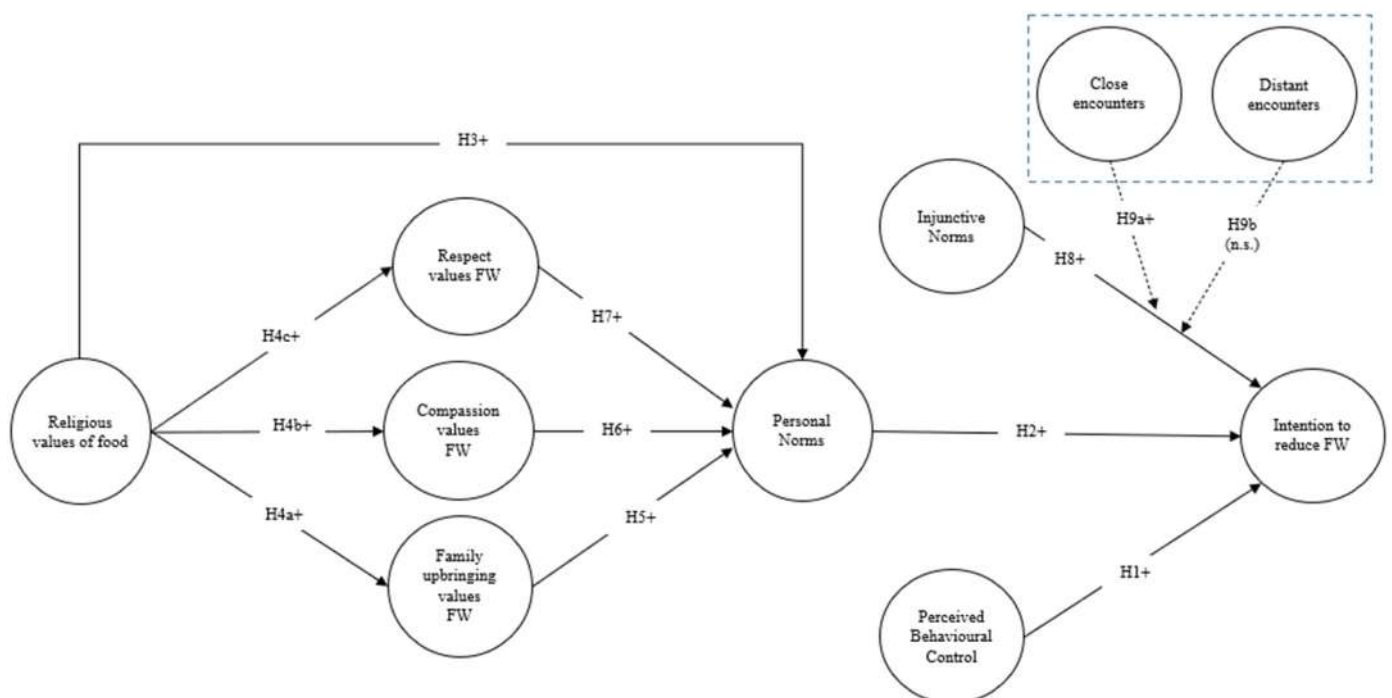 Close
encounters
Distant
encounters
H3+
Injunctive
Norms
H9a+
H9b
(n.s.)
H8+
Respect
values FW
H7+
H4c+
Religious
values of food
H4b+
Compassion
values
FW
H6+
Personal
Norms
H2+
Intention to
reduce FW
H4a+
H5+
Family
upbringing
values
FW
H1+
Perceived
Behavioural
Control